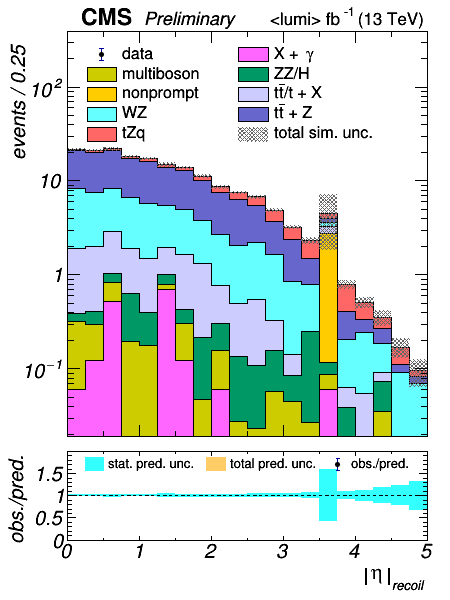 CMS Preliminary <lumi> fb⁻¹ (13 TeV)
events / 0.25
data
multiboson
nonprompt
WZ
tZq
X + γ
ZZ/H
tt̄/t + X
tt̄ + Z
total sim. unc.
10²
10
1
10⁻¹
obs./pred.
stat. pred. unc. total pred. unc. obs./pred.
1.5
1
0.5
0
0 1 2 3 4 5
|η|recoil